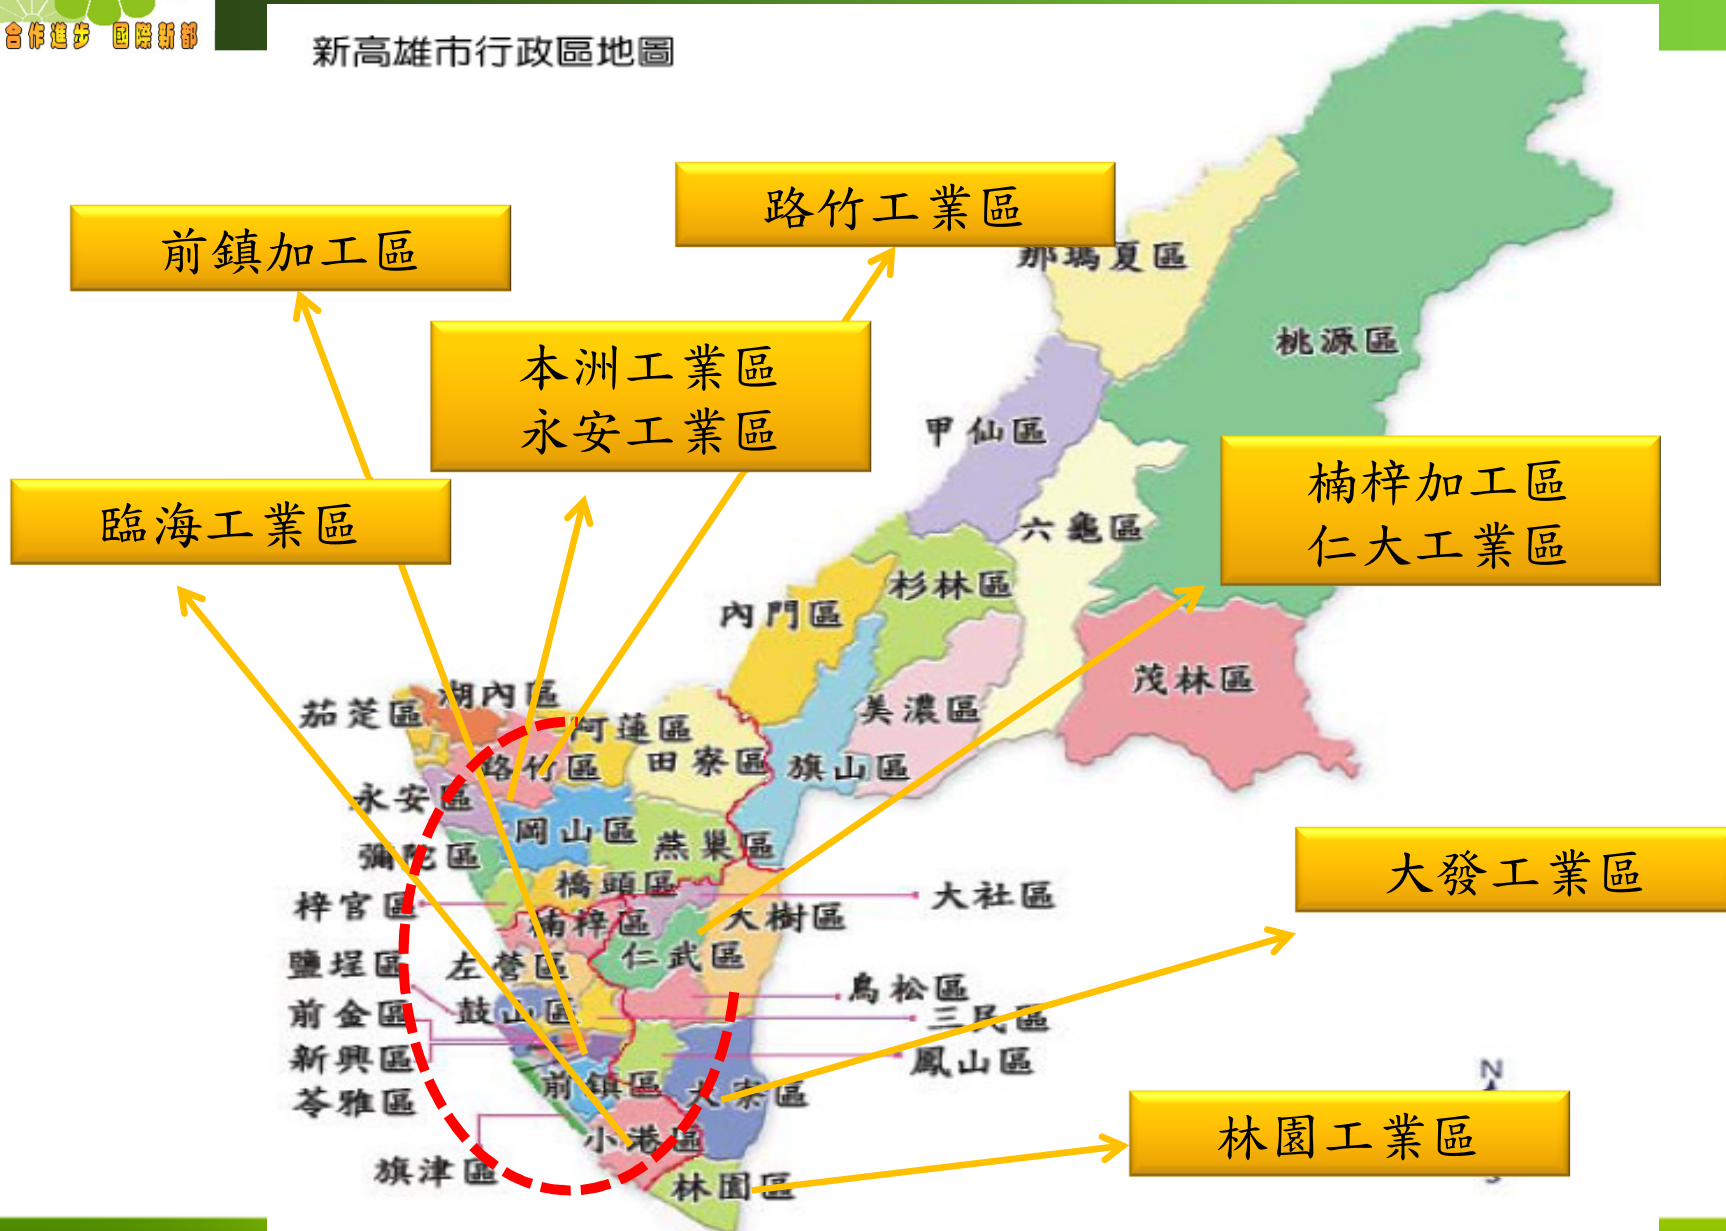 合作進步 國際新都
新高雄市行政區地圖
路竹工業區
前鎮加工區
那瑪夏區
本洲工業區
永安工業區
桃源區
甲仙區
楠梓加工區
仁大工業區
臨海工業區
六龜區
杉林區
內門區
茂林區
湖內區
茄萣區
美濃區
阿蓮區
路竹區
田寮區
旗山區
永安區
岡山區
燕巢區
彌陀區
大發工業區
橋頭區
大社區
梓官區
楠梓區
大樹區
仁武區
鹽埕區
左營區
鳥松區
前金區
鼓山區
三民區
新興區
鳳山區
前鎮區
大寮區
苓雅區
N
小港區
林園工業區
旗津區
林園區